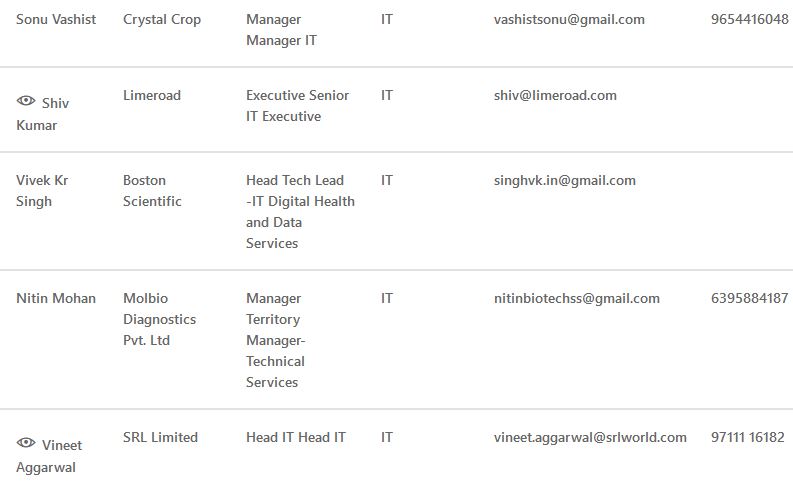 Sonu Vashist Crystal Crop Manager IT vashistsonu@gmail.com 9654416048
Manager IT
Shiv Limeroad Executive Senior IT shiv@limeroad.com
Kumar IT Executive
Vivek Kr Boston Head Tech Lead IT singhvk.in@gmail.com
Singh Scientific -IT Digital Health
and Data
Services
Nitin Mohan Molbio Manager IT nitinbiotechss@gmail.com 6395884187
Diagnostics Territory
Pvt. Ltd Manager-
Technical
Services
Vineet SRL Limited Head IT Head IT IT vineet.aggarwal@srlworld.com 97111 16182
Aggarwal